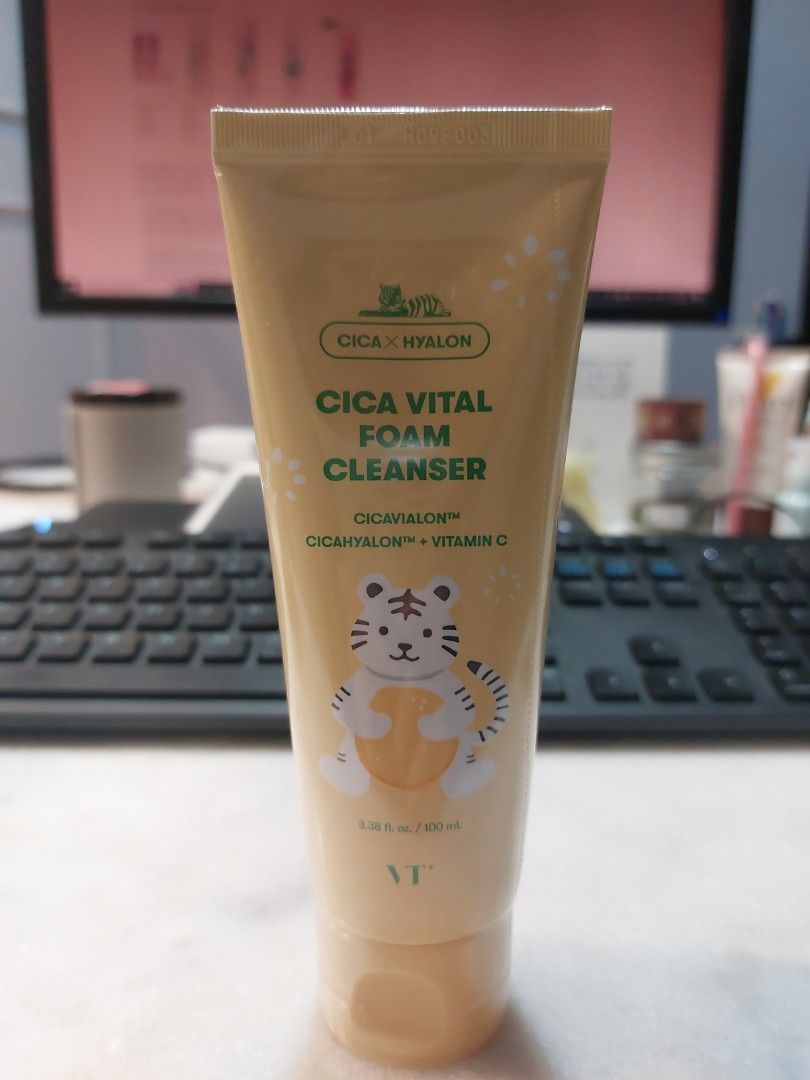 CICA × HYALON
CICA VITAL
FOAM
CLEANSER
CICAVIALON™
CICAHYALON™ + VITAMIN C
3.38 fl. oz. / 100 mL
VT